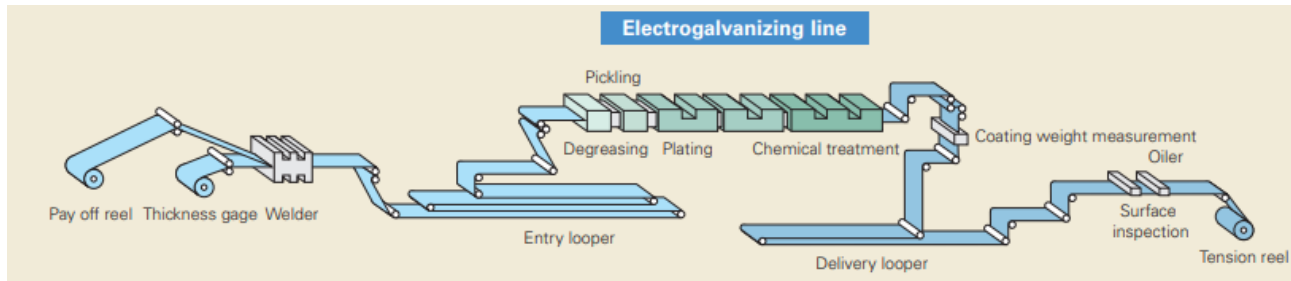 Electrogalvanizing line
Pickling
Degreasing
Plating
Chemical treatment
Coating weight measurement
Oiler
Pay off reel
Thickness gage
Welder
Entry looper
Delivery looper
Surface
inspection
Tension reel